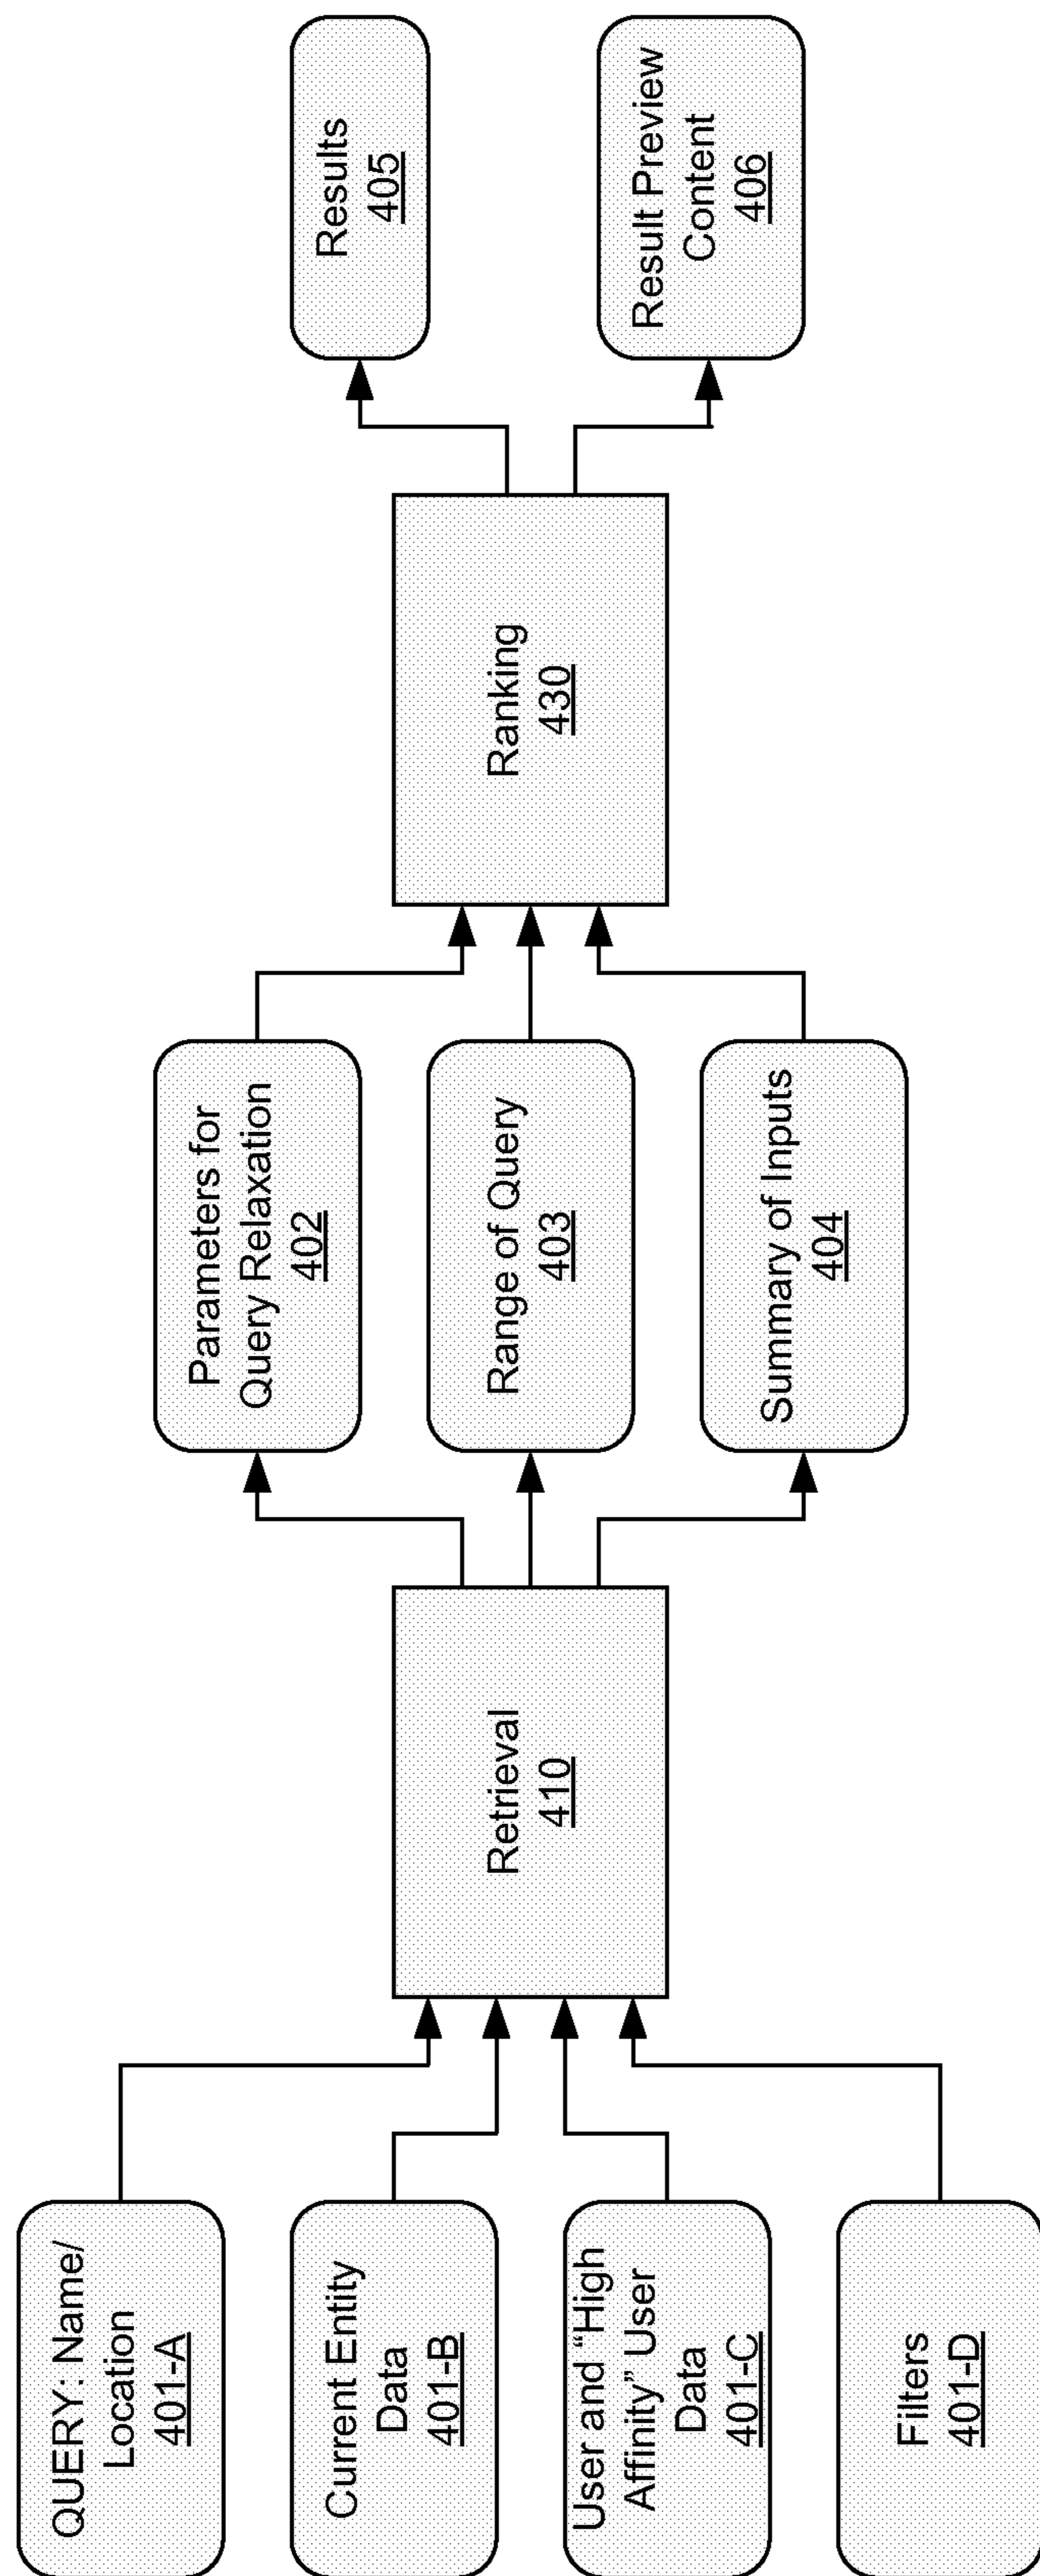 QUERY: Name/
Location
401-A
Current Entity
Data
401-B
User and “High
Affinity” User
Data
401-C
Filters
401-D
Retrieval
410
Parameters for
Query Relaxation
402
Range of Query
403
Summary of Inputs
404
Ranking
430
Results
405
Result Preview
Content
406